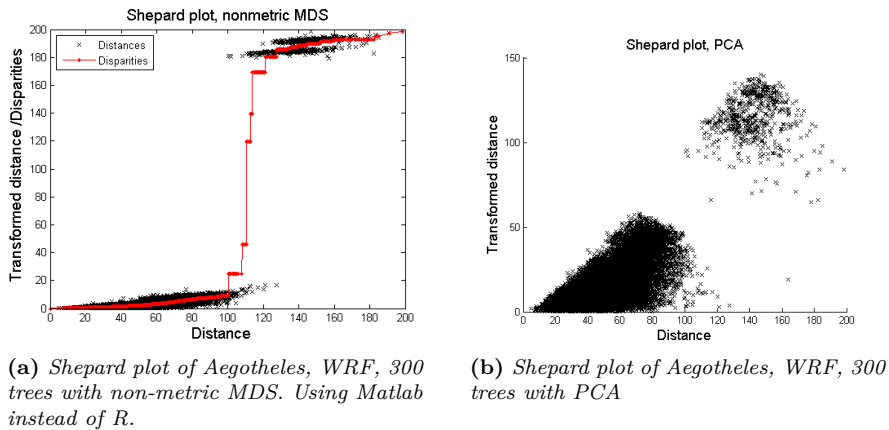 Shepard plot, nonmetric MDS
200
180
160
140
120
100
80
60
40
20
0
Transformed distance /Disparities
Distances
Disparities
0 20 40 60 80 100 120 140 160 180 200
Distance
(a) Shepard plot of Aegotheles, WRF, 300
trees with non-metric MDS. Using Matlab
instead of R.
Shepard plot, PCA
150
100
50
0
Transformed distance
0 20 40 60 80 100 120 140 160 180 200
Distance
(b) Shepard plot of Aegotheles, WRF, 300
trees with PCA